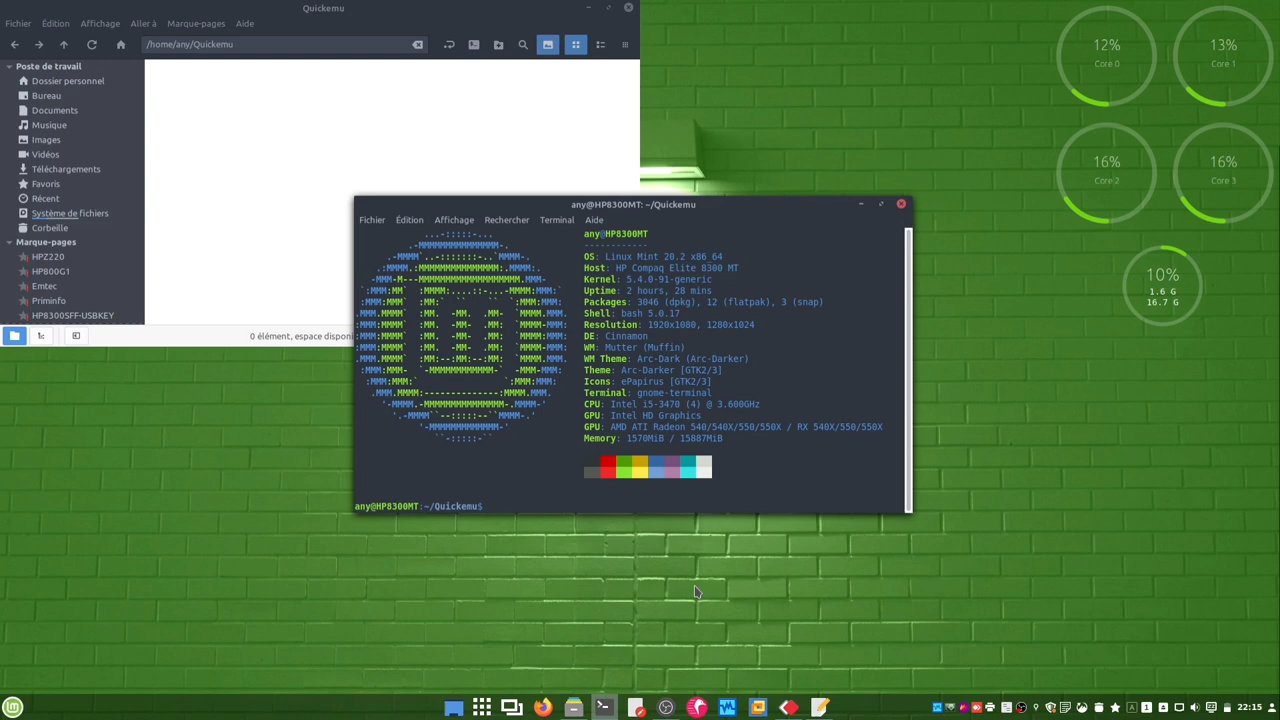 Quickemu
Fichier Édition Affichage Aller à Marque-pages Aide
/home/any/Quickemu
Poste de travail
Dossier personnel
Bureau
Documents
Musique
Images
Vidéos
Téléchargements
Favoris
Récent
Système de fichiers
Corbeille
Marque-pages
HPZ220
HP800G1
Emtec
Priminfo
HP8300SFF-USBKEY
0 élément, espace disponi
12%
Core 0
13%
Core 1
16%
Core 2
16%
Core 3
10%
1.6 G
16.7 G
any@HP8300MT: ~/Quickemu
Fichier Édition Affichage Rechercher Terminal Aide
any@HP8300MT
------------
OS: Linux Mint 20.2 x86_64
Host: HP Compaq Elite 8300 MT
Kernel: 5.4.0-91-generic
Uptime: 2 hours, 28 mins
Packages: 3046 (dpkg), 12 (flatpak), 3 (snap)
Shell: bash 5.0.17
Resolution: 1920x1080, 1280x1024
DE: Cinnamon
WM: Mutter (Muffin)
WM Theme: Arc-Dark (Arc-Darker)
Theme: Arc-Darker [GTK2/3]
Icons: ePapirus [GTK2/3]
Terminal: gnome-terminal
CPU: Intel i5-3470 (4) @ 3.600GHz
GPU: Intel HD Graphics
GPU: AMD ATI Radeon 540/540X/550/550X / RX 540X/550/550X
Memory: 1570MiB / 15887MiB
any@HP8300MT:~/Quickemu$
22:15